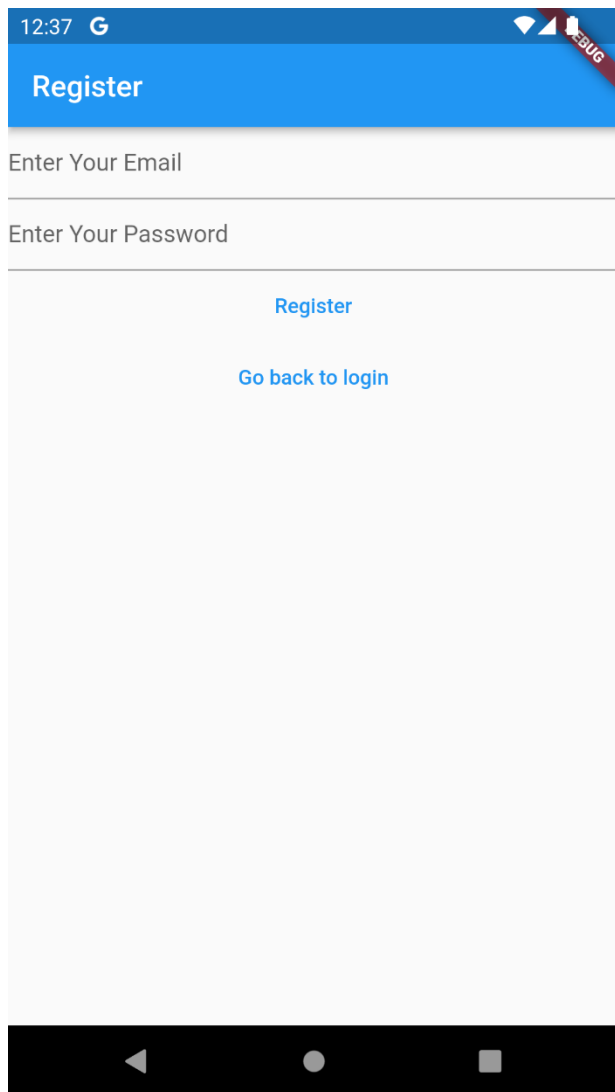 12:37 G
DEBUG
Register
Enter Your Email
Enter Your Password
Register
Go back to login